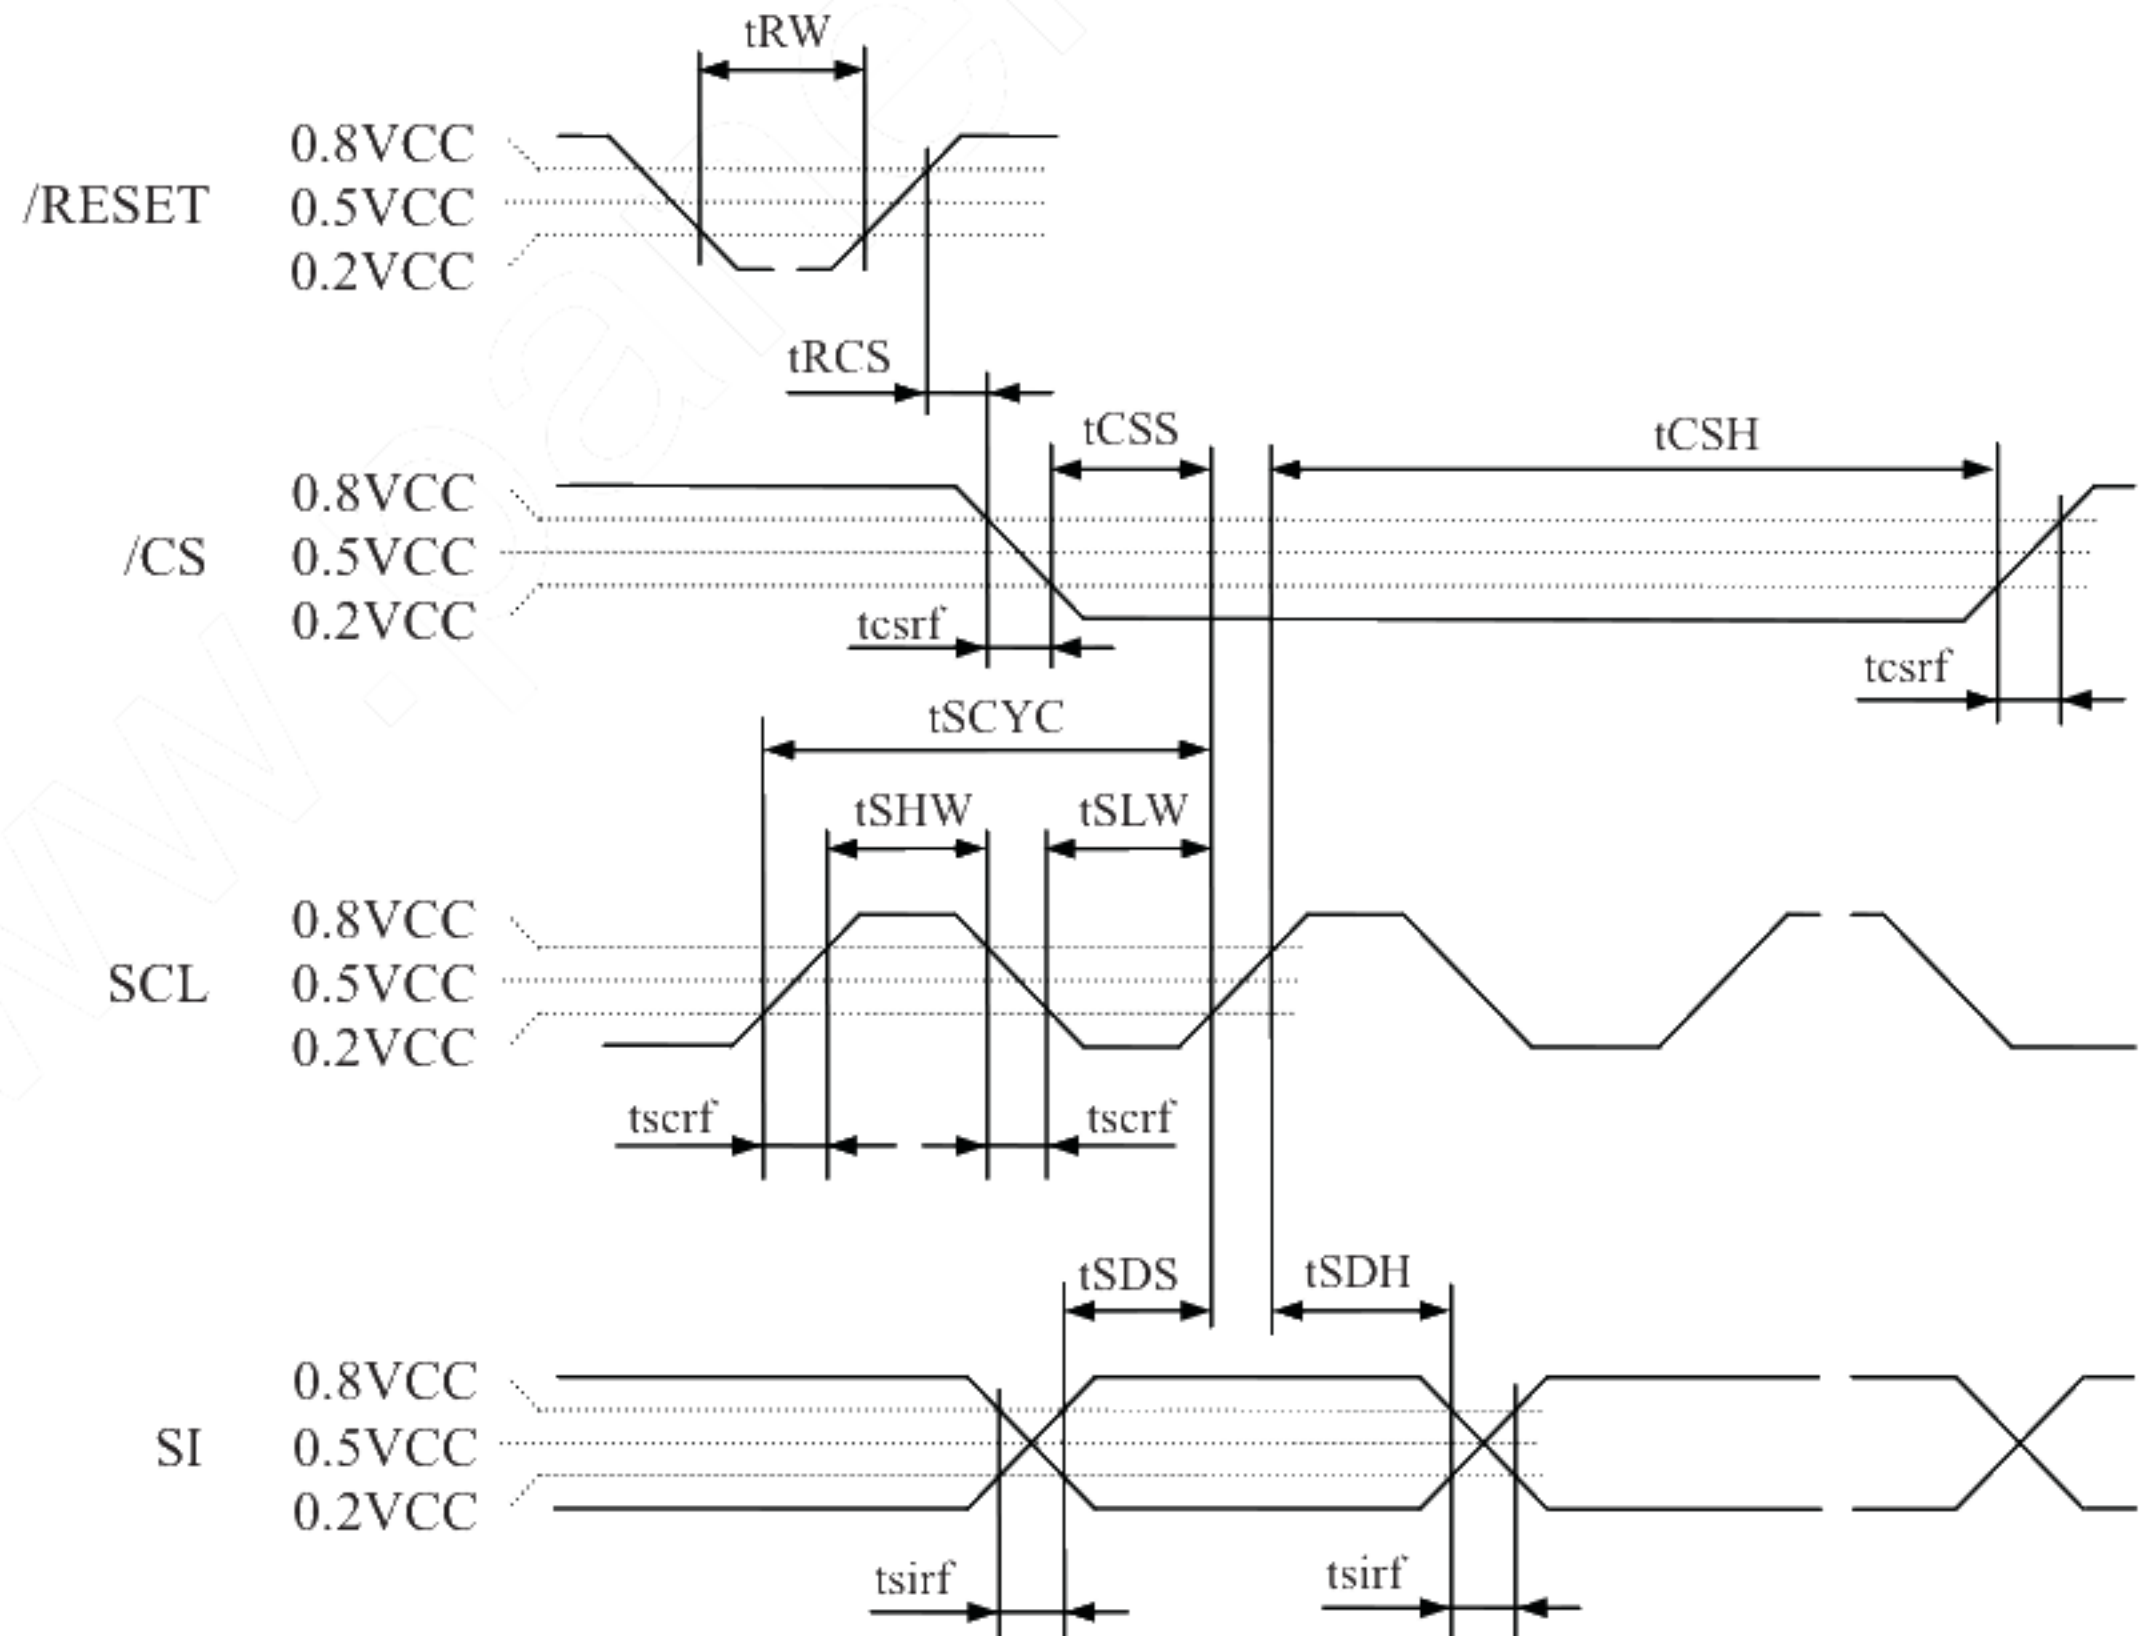 tRW
0.8VCC
/RESET 0.5VCC
0.2VCC
tRCS
tCSS tCSH
0.8VCC
/CS 0.5VCC
0.2VCC
tcsrf
tcsrf
tSCYC
tSHW tSLW
0.8VCC
SCL 0.5VCC
0.2VCC
tscrf tscrf
tSDS tSDH
0.8VCC
SI 0.5VCC
0.2VCC
tsirf tsirf